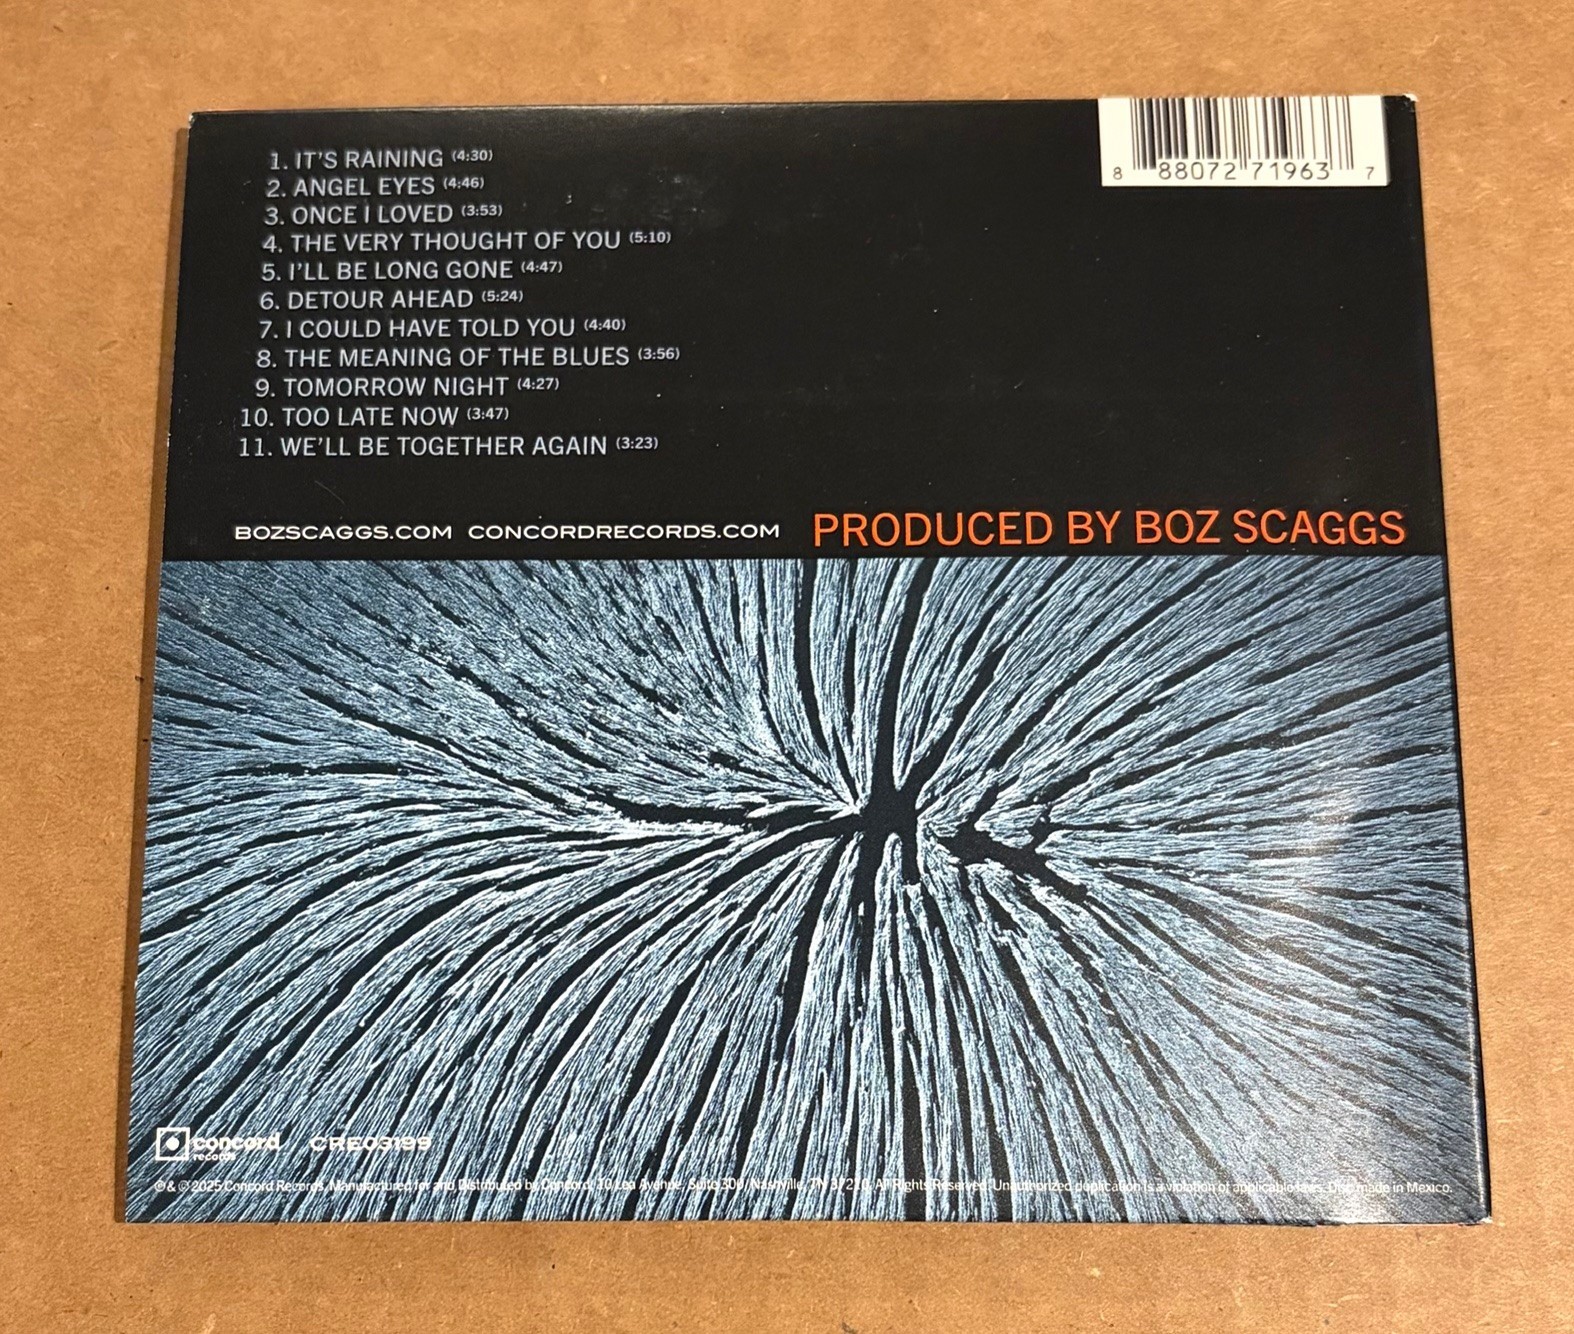 8 88072 71963 7
1. IT'S RAINING (4:30)
2. ANGEL EYES (4:46)
3. ONCE I LOVED (3:53)
4. THE VERY THOUGHT OF YOU (5:10)
5. I'LL BE LONG GONE (4:47)
6. DETOUR AHEAD (5:24)
7. I COULD HAVE TOLD YOU (4:40)
8. THE MEANING OF THE BLUES (3:56)
9. TOMORROW NIGHT (4:27)
10. TOO LATE NOW (3:47)
11. WE'LL BE TOGETHER AGAIN (3:23)
BOZSCAGGS.COM CONCORDRECORDS.COM PRODUCED BY BOZ SCAGGS
concord
records
CRE03199
℗ & © 2025 Concord Records, Manufactured for and Distributed by Concord, 10 Lea Avenue, Suite 300, Nashville, TN 37210. All Rights Reserved. Unauthorized duplication is a violation of applicable laws. Disc made in Mexico.